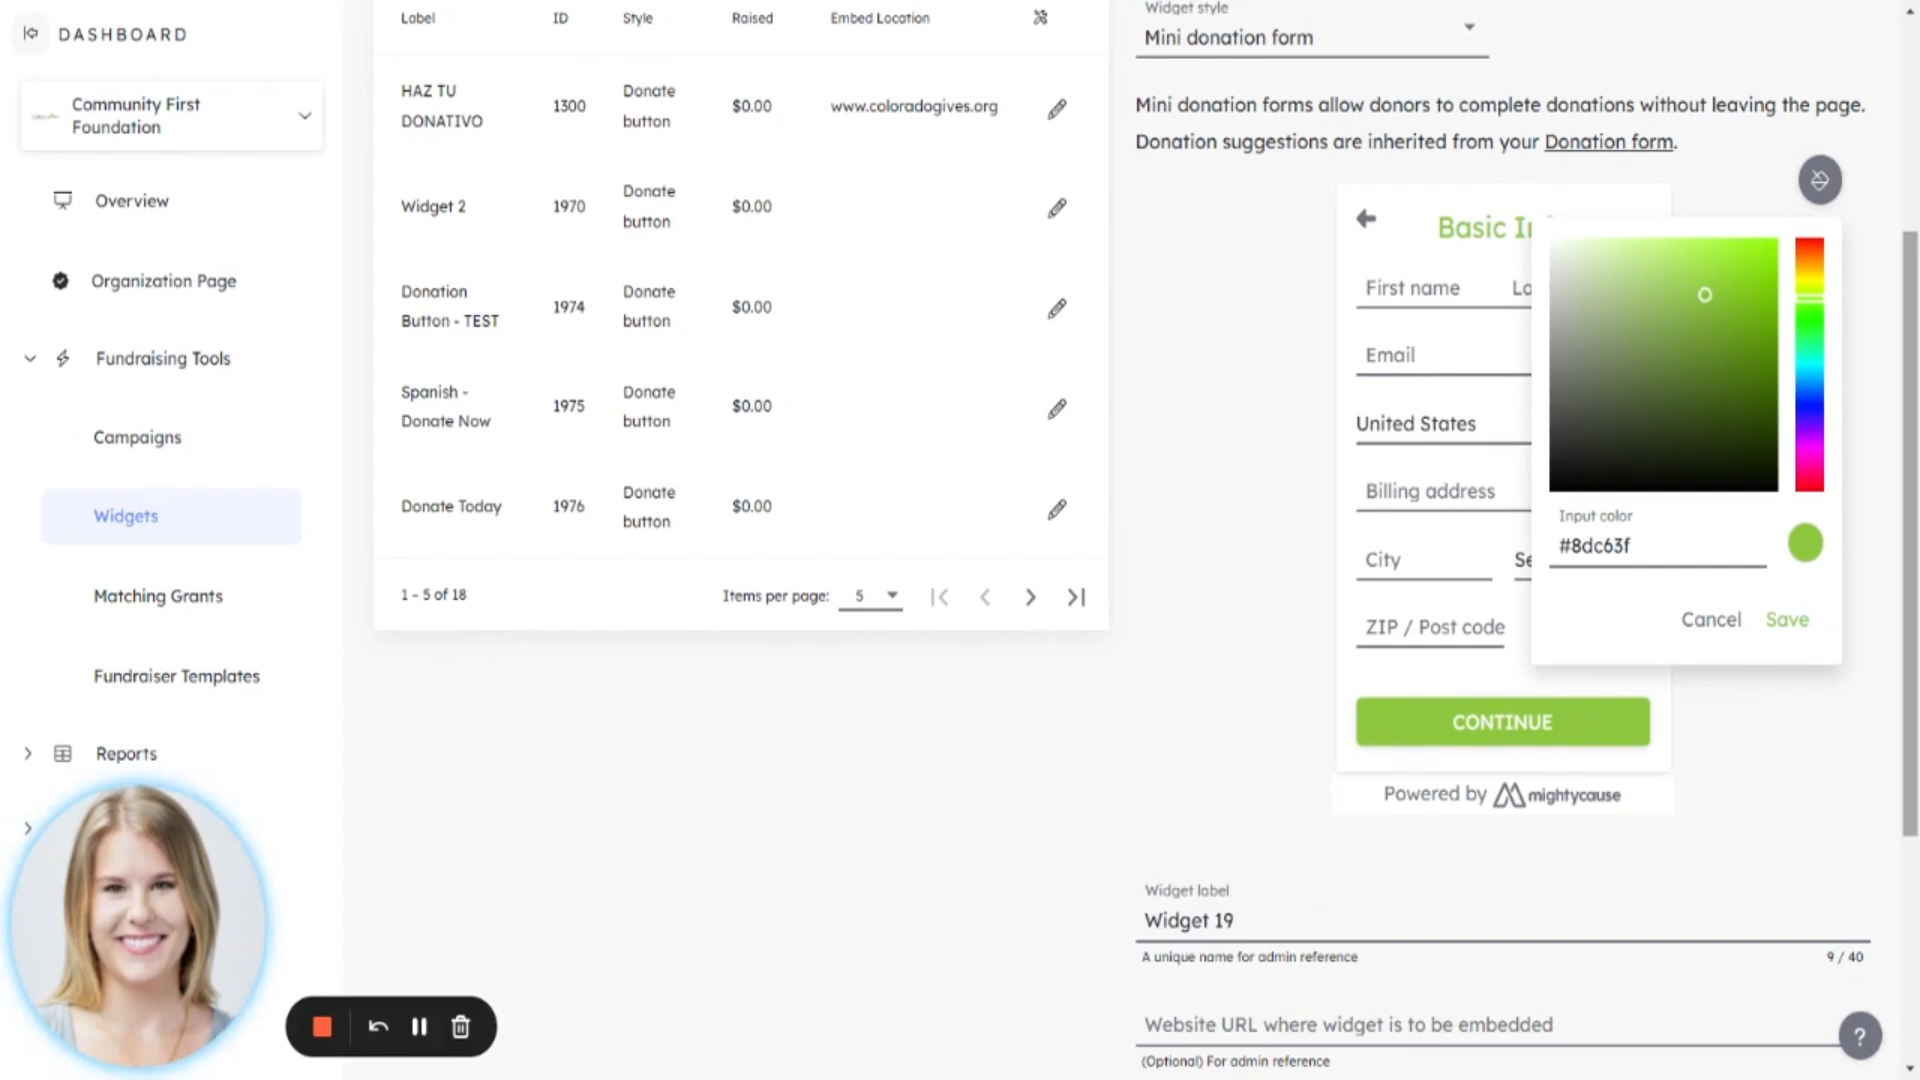 DASHBOARD
Community First
Foundation
Overview
Organization Page
Fundraising Tools
Campaigns
Widgets
Matching Grants
Fundraiser Templates
Reports
Label ID Style Raised Embed Location
HAZ TU
DONATIVO
1300
Donate
button
$0.00
www.coloradogives.org
Widget 2
1970
Donate
button
$0.00
Donation
Button - TEST
1974
Donate
button
$0.00
Spanish -
Donate Now
1975
Donate
button
$0.00
Donate Today
1976
Donate
button
$0.00
1 - 5 of 18
Items per page: 5
Widget style
Mini donation form
Mini donation forms allow donors to complete donations without leaving the page.
Donation suggestions are inherited from your Donation form.
Basic
First name
Email
United States
Billing address
City
ZIP / Post code
Input color
#8dc63f
Cancel Save
CONTINUE
Powered by mightycause
Widget label
Widget 19
A unique name for admin reference 9 / 40
Website URL where widget is to be embedded
(Optional) For admin reference
?